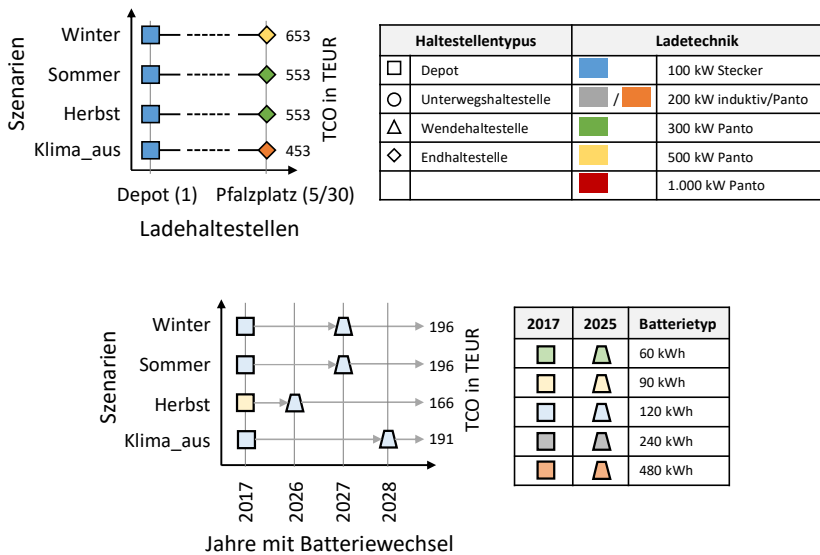 Szenarien
Winter
Sommer
Herbst
Klima_aus
653
553
553
453
TCO in TEUR
Depot (1)
Pfalzplatz (5/30)
Ladehaltestellen
Haltestellentypus Ladetechnik
Depot 100 kW Stecker
Unterwegshaltestelle / 200 kW induktiv/Panto
Wendehaltestelle 300 kW Panto
Endhaltestelle 500 kW Panto
1.000 kW Panto
Szenarien
Winter
Sommer
Herbst
Klima_aus
196
196
166
191
TCO in TEUR
2017
2026
2027
2028
Jahre mit Batteriewechsel
2017 2025 Batterietyp
60 kWh
90 kWh
120 kWh
240 kWh
480 kWh